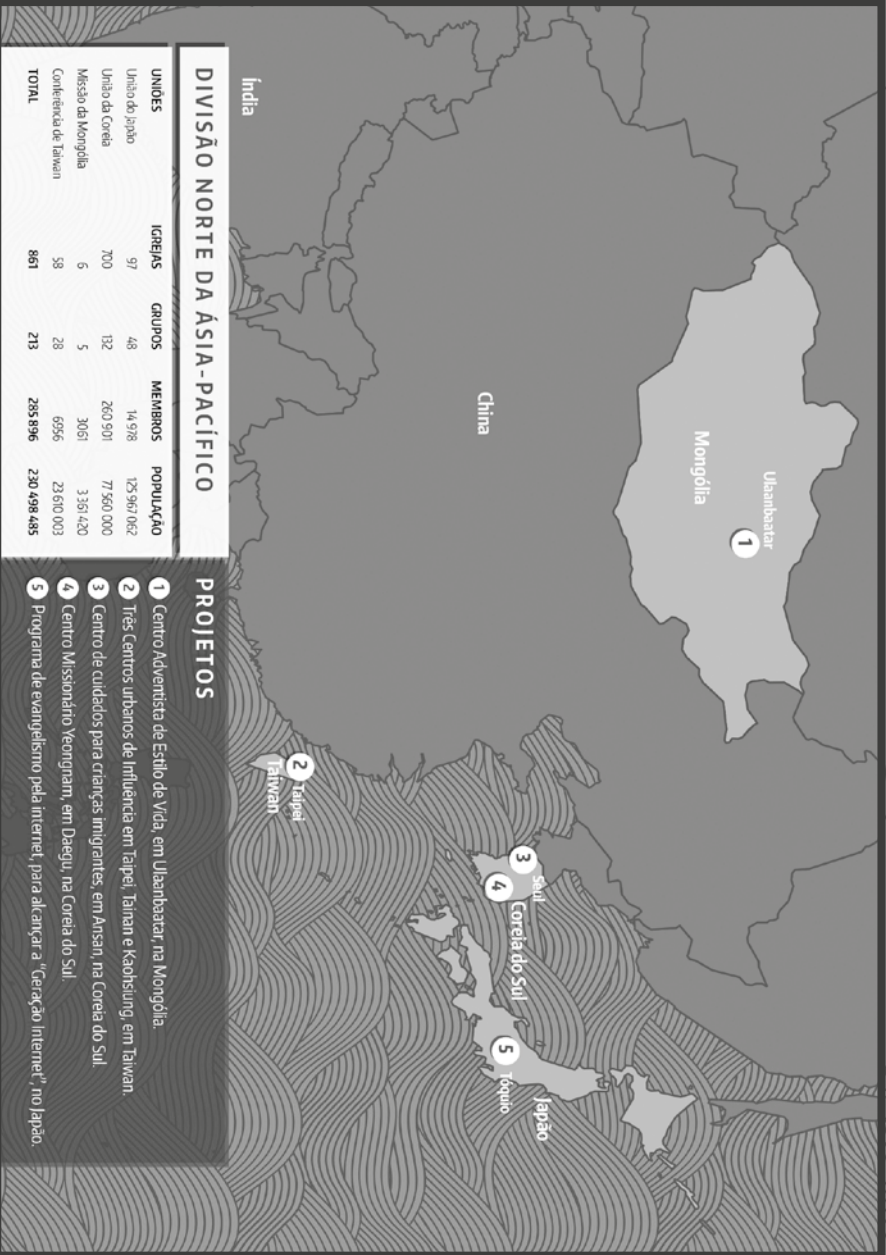 Ulaanbaatar
1
Mongólia
China
Índia
3
Seul
4
Coreia do Sul
Japão
5
Tóquio
2
Taipei
Taiwan
DIVISÃO NORTE DA ÁSIA-PACÍFICO
UNIÕES IGREJAS GRUPOS MEMBROS POPULAÇÃO
União do Japão 97 48 14 978 125 967 062
União da Coreia 700 132 260 901 77 560 000
Missão da Mongólia 6 5 3061 3 361 420
Conferência de Taiwan 58 28 6956 23 610 003
TOTAL 861 213 285 896 230 498 485
PROJETOS
1 Centro Adventista de Estilo de Vida, em Ulaanbaatar, na Mongólia.
2 Três Centros urbanos de Influência em Taipei, Tainan e Kaohsiung, em Taiwan.
3 Centro de cuidados para crianças imigrantes, em Ansan, na Coreia do Sul.
4 Centro Missionário Yeongnam, em Daegu, na Coreia do Sul.
5 Programa de evangelismo pela internet, para alcançar a "Geração Internet", no Japão.